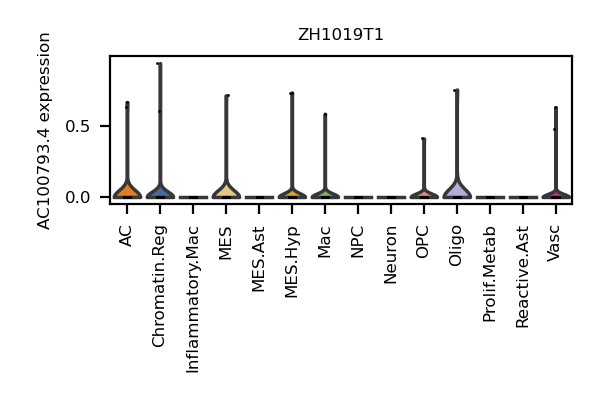 ZH1019T1
AC100793.4 expression
0.5
0.0
AC
Chromatin.Reg
Inflammatory.Mac
MES
MES.Ast
MES.Hyp
Mac
NPC
Neuron
OPC
Oligo
Prolif.Metab
Reactive.Ast
Vasc